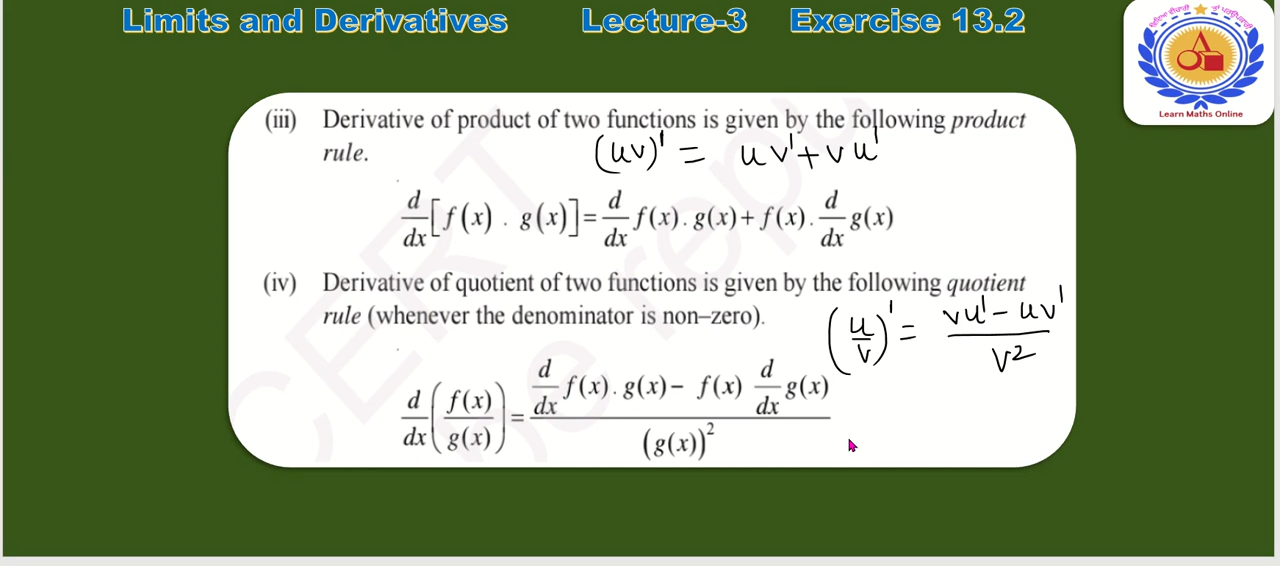 Limits and Derivatives Lecture-3 Exercise 13.2
Learn Maths Online
(iii) Derivative of product of two functions is given by the following product
rule.
(uv)' = uv' + vu'
d/dx [f(x) . g(x)] = d/dx f(x) . g(x) + f(x) . d/dx g(x)
(iv) Derivative of quotient of two functions is given by the following quotient
rule (whenever the denominator is non–zero).
(u/v)' = (vu' - uv')/v²
d/dx (f(x)/g(x)) = (d/dx f(x) . g(x) − f(x) d/dx g(x))/(g(x))²